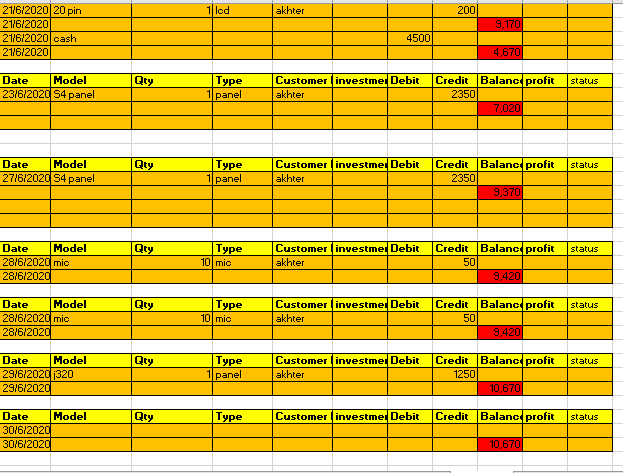 21/6/2020 20 pin 1 lcd akhter 200
21/6/2020 9,170
21/6/2020 cash 4500
21/6/2020 4,670
Date Model Qty Type Customer investmer Debit Credit Balance profit status
23/6/2020 S4 panel 1 panel akhter 2350
7,020
Date Model Qty Type Customer investmer Debit Credit Balance profit status
27/6/2020 S4 panel 1 panel akhter 2350
9,370
Date Model Qty Type Customer investmer Debit Credit Balance profit status
28/6/2020 mic 10 mic akhter 50
28/6/2020 9,420
Date Model Qty Type Customer investmer Debit Credit Balance profit status
28/6/2020 mic 10 mic akhter 50
28/6/2020 9,420
Date Model Qty Type Customer investmer Debit Credit Balance profit status
29/6/2020 j320 1 panel akhter 1250
29/6/2020 10,670
Date Model Qty Type Customer investmer Debit Credit Balance profit status
30/6/2020
30/6/2020 10,670